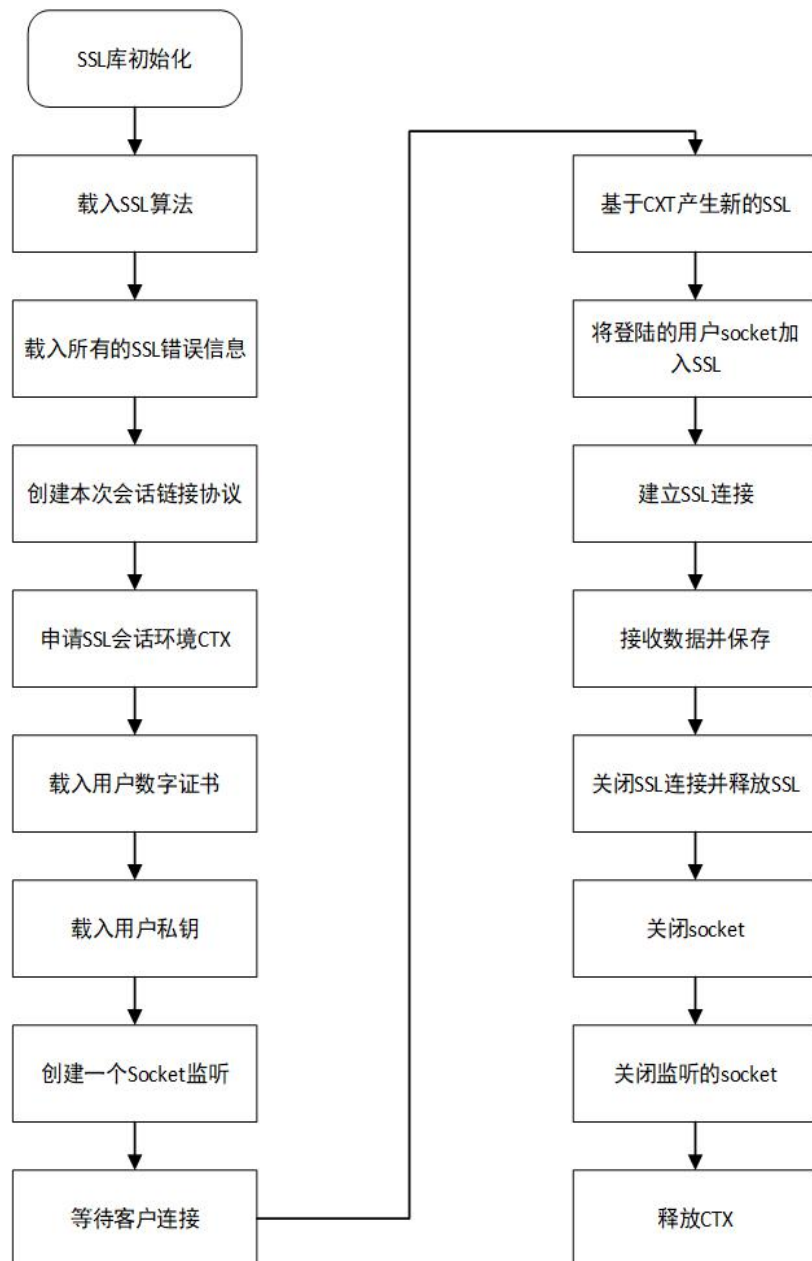 SSL库初始化
载入SSL算法
载入所有的SSL错误信息
创建本次会话链接协议
申请SSL会话环境CTX
载入用户数字证书
载入用户私钥
创建一个Socket监听
等待客户连接
基于CXT产生新的SSL
将登陆的用户socket加
入SSL
建立SSL连接
接收数据并保存
关闭SSL连接并释放SSL
关闭socket
关闭监听的socket
释放CTX